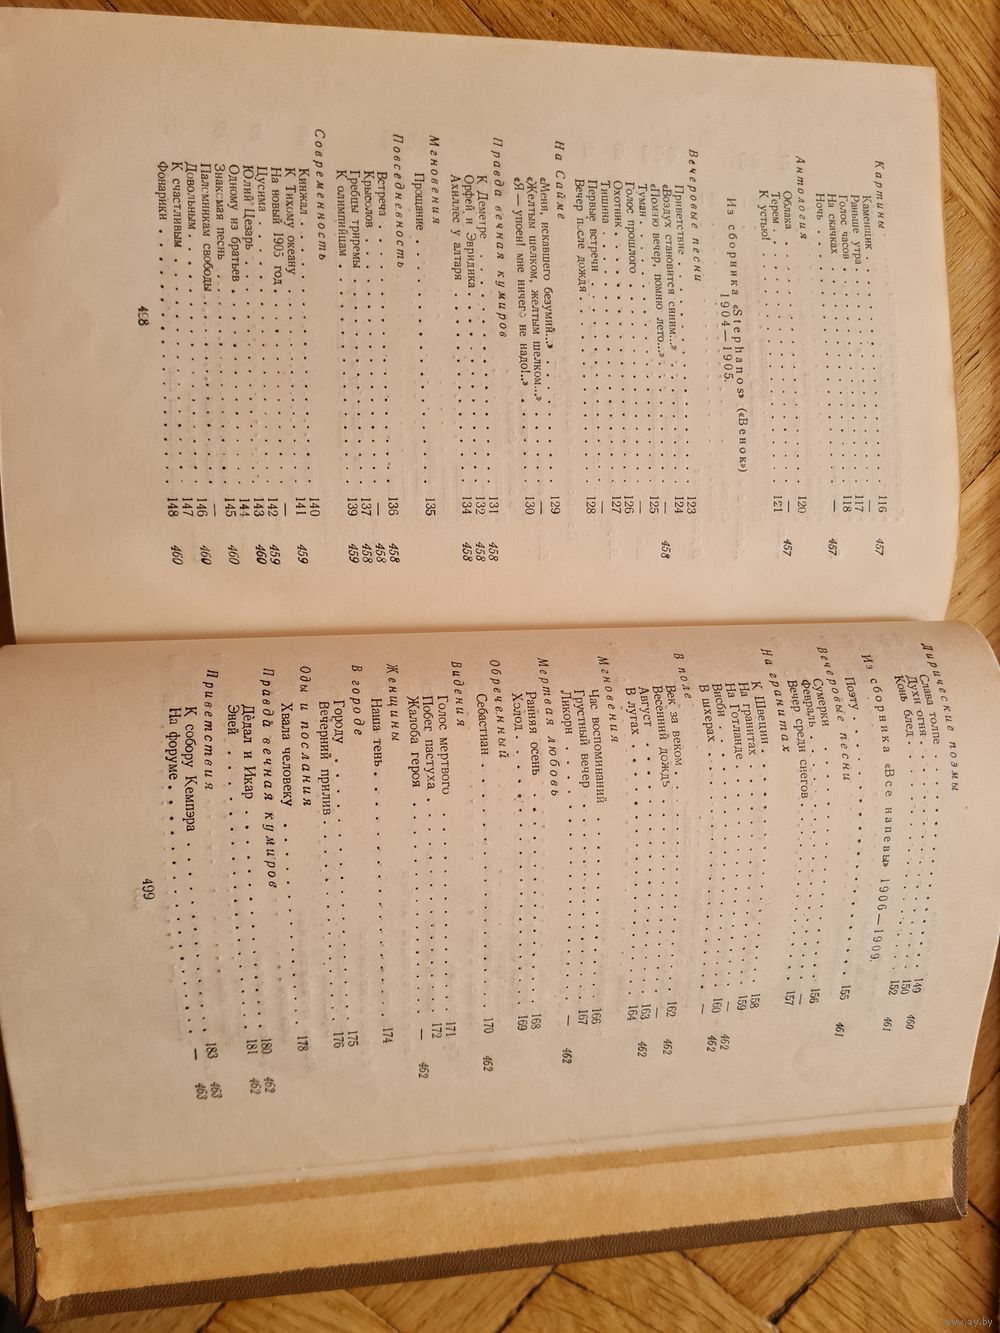 Картины . . . 116 457
Каменщик . . . —
Раньше утра . . . 117
Голос часов . . . 118
На скачках . . . — 457
Ночь
Антология . . . 120
Облака . . . — 457
Терем . . . 121
К устью!
Из сборника «Stephanos» («Венок»)
1904—1905.
Вечеровые песни . . . 123
Приветствие . . . 124
«Воздух становится синим...» . . . — 458
«Помню вечер, помню лето...» . . . 125
Туман . . . —
Голос прошлого . . . 126
Охотник . . . 127
Тишина . . . —
Первые встречи . . . —
Вечер после дождя . . . 128
На Сайме . . . 129
«Меня, искавшего безумий...» . . . —
«Желтым шелком, желтым шелком...» . . . 130
«Я — упоен! мне ничего не надо!..»
Правда вечная кумиров . . . 131 458
К Деметре . . . 132 458
Орфей и Эвридика . . . 134 458
Ахиллес у алтаря
Мгновения . . . 135
Прощание
Повседневность . . . 136 458
Встреча . . . — 458
Крысолов . . . 137 458
Гребцы триремы . . . 139 459
К олимпийцам
Современность . . . 140
Кинжал . . . 141 459
К Тихому океану . . . —
На новый 1905 год . . . 142 459
Цусима . . . 143 460
Юлий Цезарь . . . 144
Одному из братьев . . . 145 460
Знакомая песнь . . . —
Паломникам свободы . . . 146 460
Довольным . . . 147
К счастливым . . . 148 460
Фонарики . . .
498
Лирические поэмы
Слава толпе . . . 149 460
Духи огня . . . 150
Конь блед . . . 152 461
Из сборника «Все напевы» 1906—1909.
Поэту . . . 155 461
Вечеровые песни
Сумерки . . . 156
Февраль . . . —
Вечер среди снегов . . . 157
На гранитах
К Швеции . . . 158
На гранитах . . . — 462
На Готланде . . . 159
Висби . . . 160 462
В шхерах . . . —
В поле
Век за веком . . . 162 462
Весенний дождь . . . —
Август . . . 163 462
В лугах . . . 164
Мгновения
Час воспоминаний . . . 166
Грустный вечер . . . 167
Ликорн . . . — 462
Мертвая любовь
Ранняя осень . . . 168
Холод . . . 169
Обреченный
Себастиан . . . 170 462
Видения
Голос мертвого . . . 171
Побег пастуха . . . 172
Жалоба героя . . . — 462
Женщины
Наша тень . . . 174
В городе
Городу . . . 175
Вечерний прилив . . . 176
Оды и послания
Хвала человеку . . . 178
Правда вечная кумиров
Дедал и Икар . . . 180 462
Эней . . . 181 462
Приветствия
К собору Кемпэра . . . 183 463
На форуме . . . — 463
499
www.ay.by